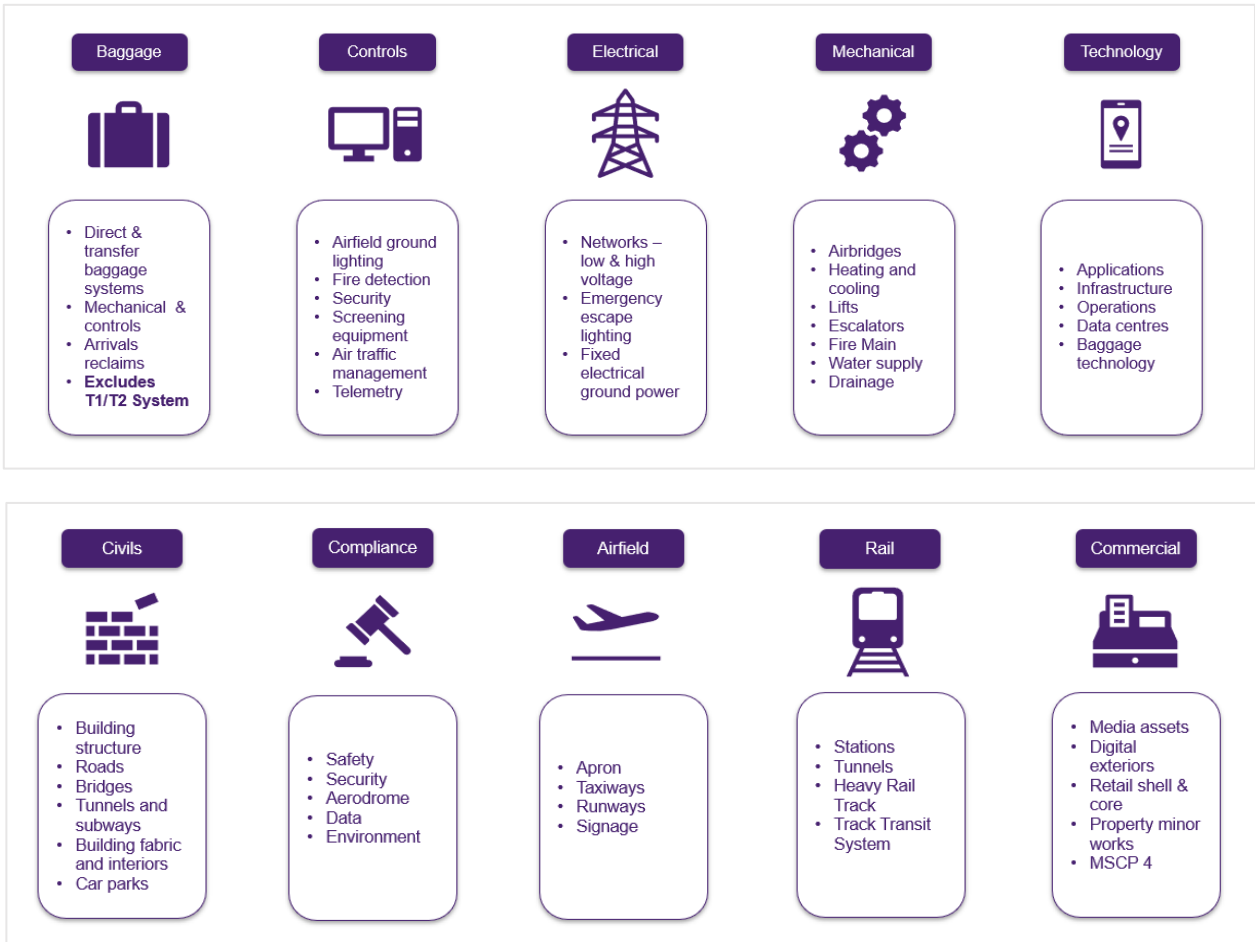 Baggage
Controls
Electrical
Mechanical
Technology
• Direct &
transfer
baggage
systems
• Mechanical & 
controls
• Arrivals
reclaims
• Excludes
T1/T2 System
• Airfield ground
lighting
• Fire detection
• Security
• Screening
equipment
• Air traffic
management
• Telemetry
• Networks –
low & high
voltage
• Emergency
escape
lighting
• Fixed
electrical
ground power
• Airbridges
• Heating and
cooling
• Lifts
• Escalators
• Fire Main
• Water supply
• Drainage
• Applications
• Infrastructure
• Operations
• Data centres
• Baggage
technology
Civils
Compliance
Airfield
Rail
Commercial
• Building
structure
• Roads
• Bridges
• Tunnels and
subways
• Building fabric
and interiors
• Car parks
• Safety
• Security
• Aerodrome
• Data
• Environment
• Apron
• Taxiways
• Runways
• Signage
• Stations
• Tunnels
• Heavy Rail
Track
• Track Transit
System
• Media assets
• Digital
exteriors
• Retail shell &
core
• Property minor
works
• MSCP 4